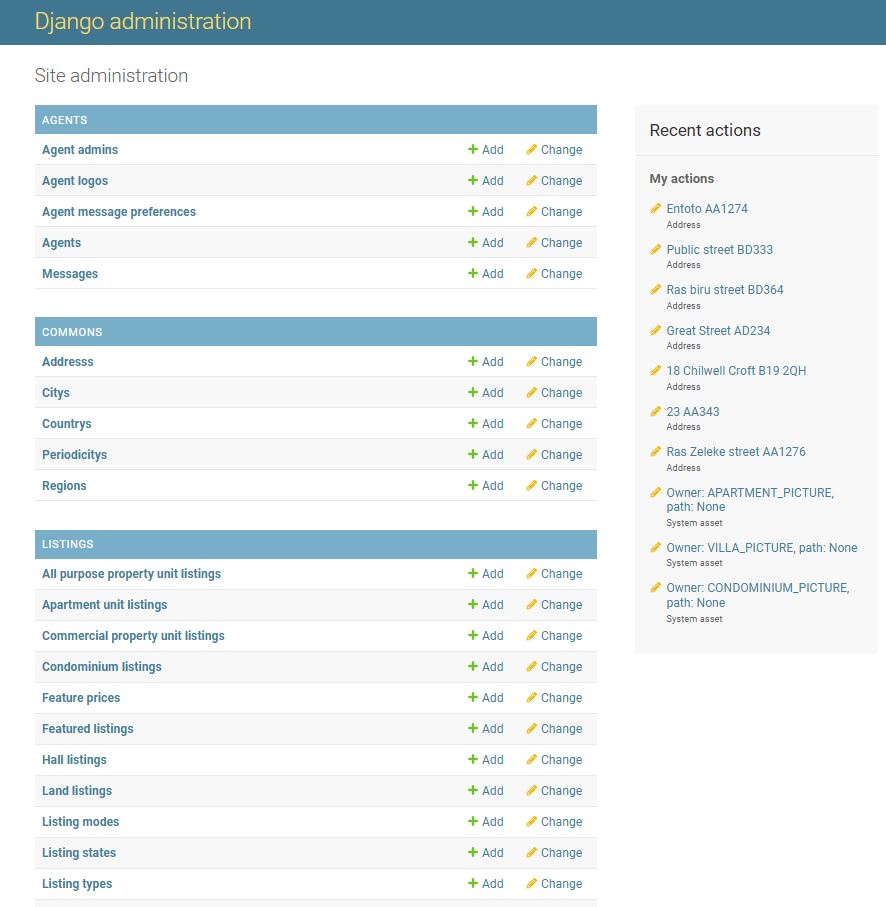 Django administration
Site administration
AGENTS
Agent admins Add Change
Agent logos Add Change
Agent message preferences Add Change
Agents Add Change
Messages Add Change
COMMONS
Addresss Add Change
Citys Add Change
Countrys Add Change
Periodicitys Add Change
Regions Add Change
LISTINGS
All purpose property unit listings Add Change
Apartment unit listings Add Change
Commercial property unit listings Add Change
Condominium listings Add Change
Feature prices Add Change
Featured listings Add Change
Hall listings Add Change
Land listings Add Change
Listing modes Add Change
Listing states Add Change
Listing types Add Change
Recent actions
My actions
Entoto AA1274
Address
Public street BD333
Address
Ras biru street BD364
Address
Great Street AD234
Address
18 Chilwell Croft B19 2QH
Address
23 AA343
Address
Ras Zeleke street AA1276
Address
Owner: APARTMENT_PICTURE,
path: None
System asset
Owner: VILLA_PICTURE, path: None
System asset
Owner: CONDOMINIUM_PICTURE,
path: None
System asset